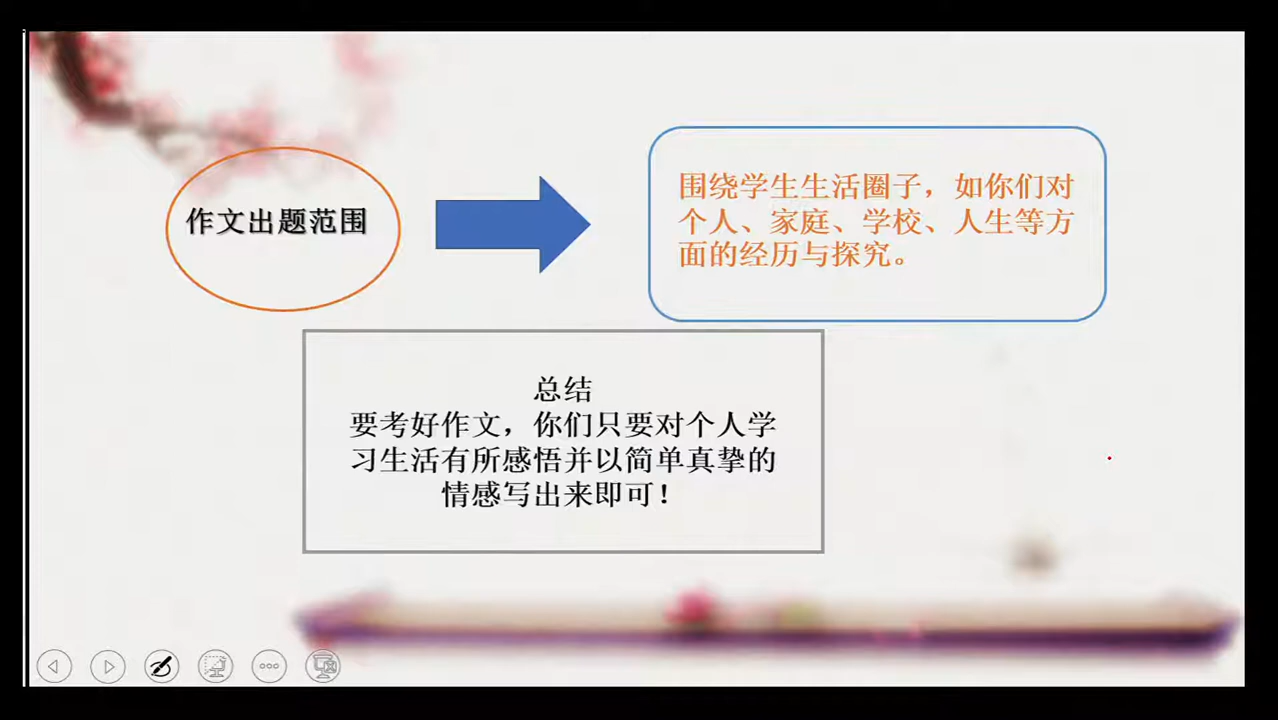 作文出题范围
围绕学生生活圈子，如你们对
个人、家庭、学校、人生等方
面的经历与探究。
总结
要考好作文，你们只要对个人学
习生活有所感悟并以简单真挚的
情感写出来即可！